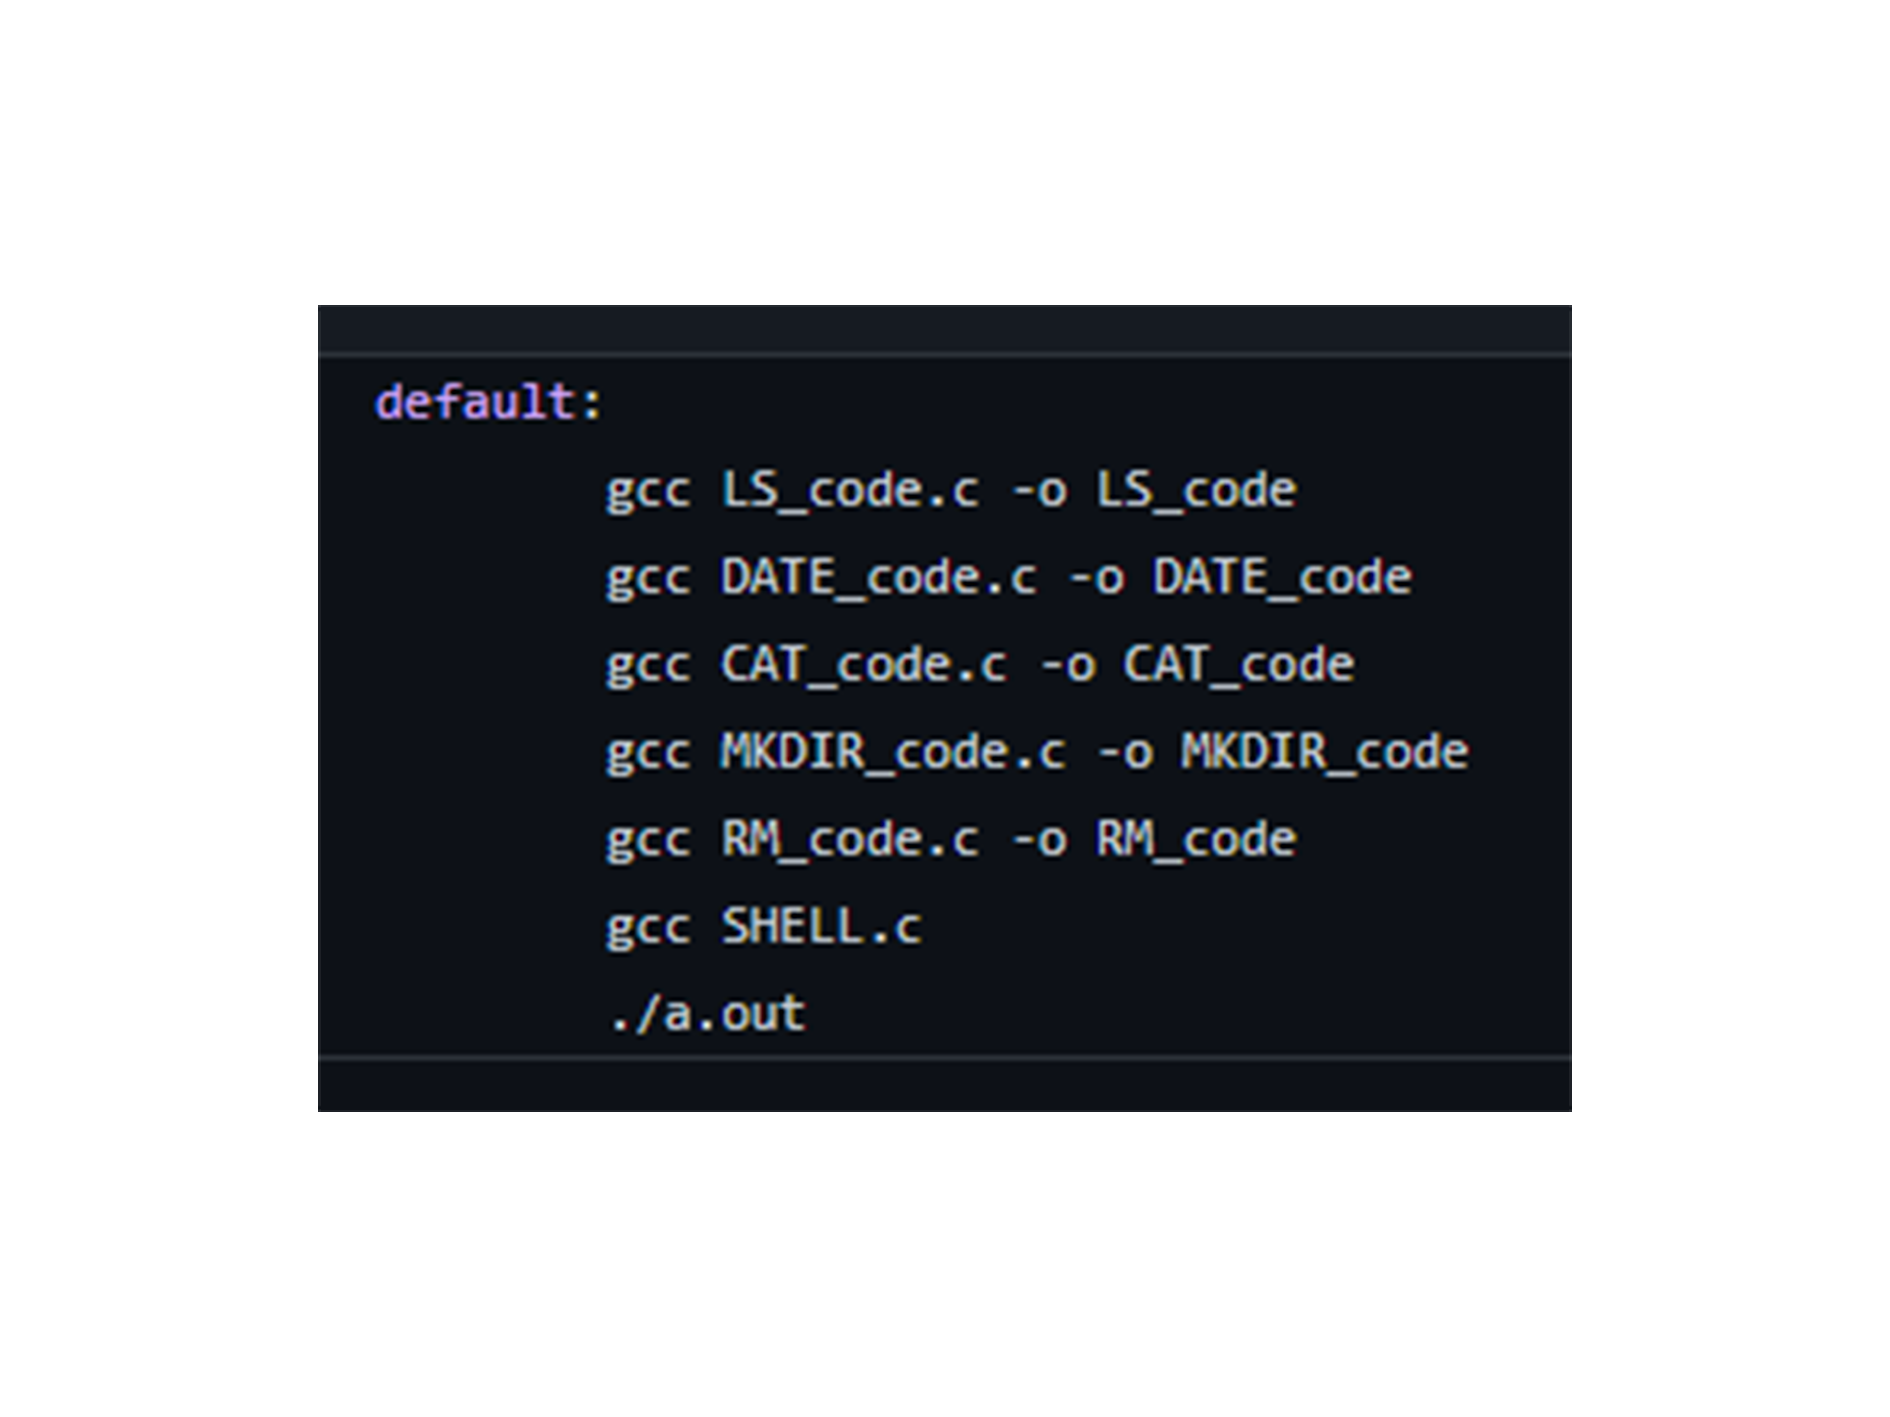 default:
gcc LS_code.c -o LS_code
gcc DATE_code.c -o DATE_code
gcc CAT_code.c -o CAT_code
gcc MKDIR_code.c -o MKDIR_code
gcc RM_code.c -o RM_code
gcc SHELL.c
./a.out